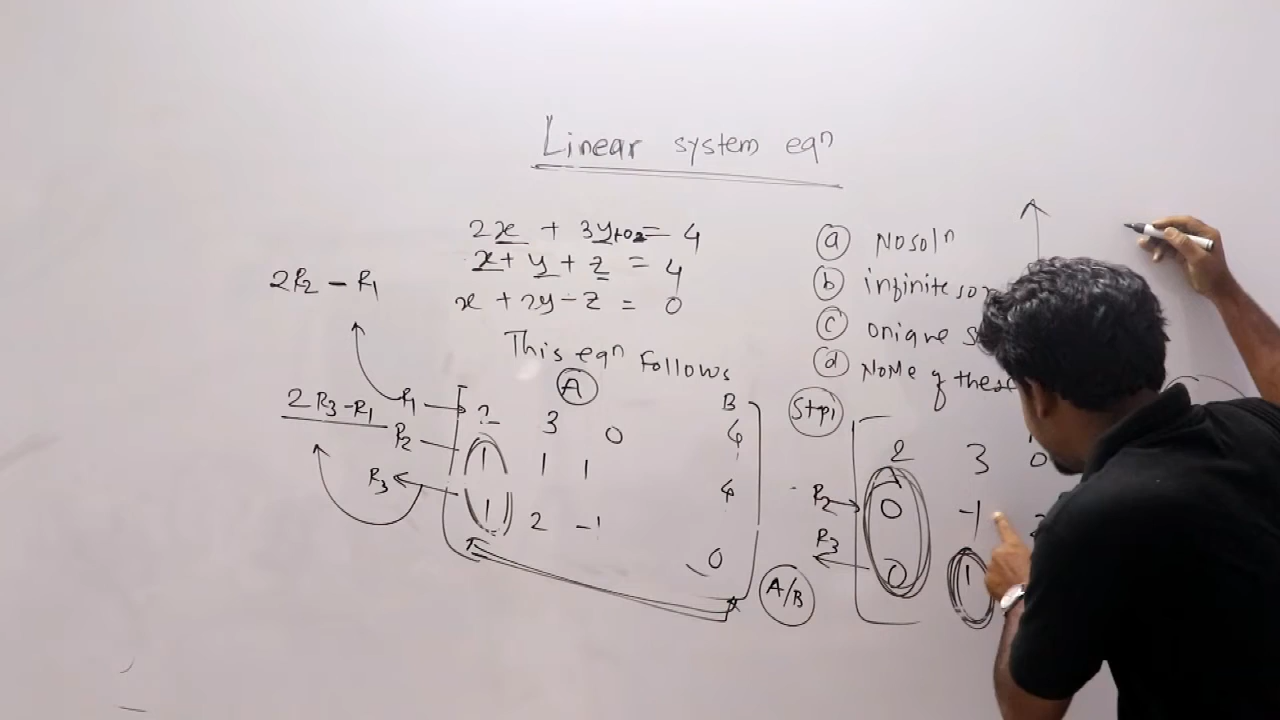 Linear system eqn
2x + 3y+0z = 4
x + y + z = 4
x + 2y - z = 0
This eqn follows
(a) No soln
(b) infinite
(c) Unique
(d) NoNe of these
2R2 - R1
2R3 - R1
A
B
R1 → 2 3 0 4
R2 1 1 1 4
R3 1 2 -1 0
A/B
Step1
2 3 0
R2 → 0 -1 2
R3 0 1